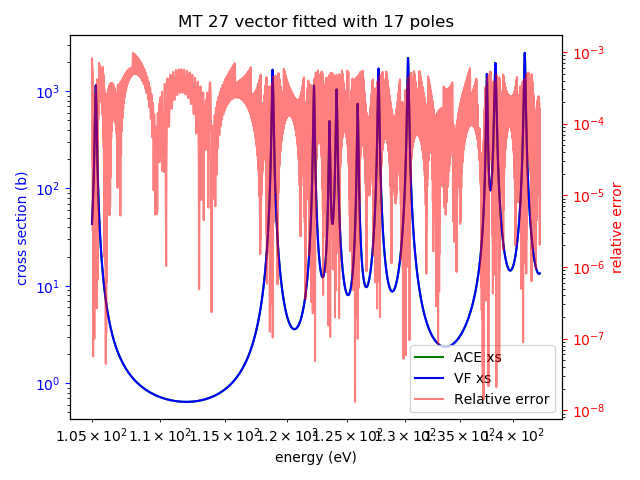 MT 27 vector fitted with 17 poles
cross section (b)
10³
10²
10¹
10⁰
10⁻³
10⁻⁴
10⁻⁵
10⁻⁶
10⁻⁷
10⁻⁸
relative error
ACE xs
VF xs
Relative error
1.05 × 10² 1.1 × 10² 1.15 × 10² 1.2 × 10² 1.25 × 10² 1.3 × 10² 1.35 × 10² 1.4 × 10²
energy (eV)